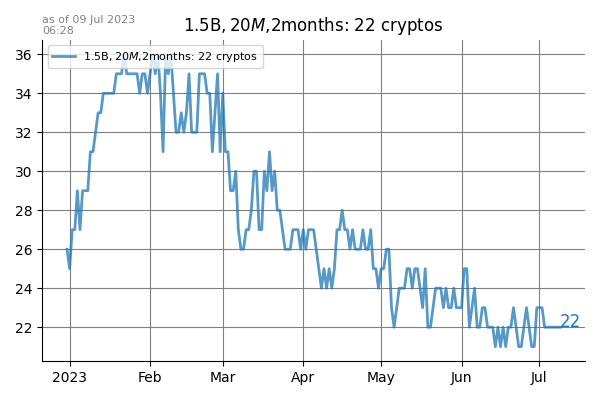 as of 09 Jul 2023
06:28
1.5B, 20M, 2months: 22 cryptos
1.5B, 20M, 2months: 22 cryptos
36
34
32
30
28
26
24
22
22
2023 Feb Mar Apr May Jun Jul